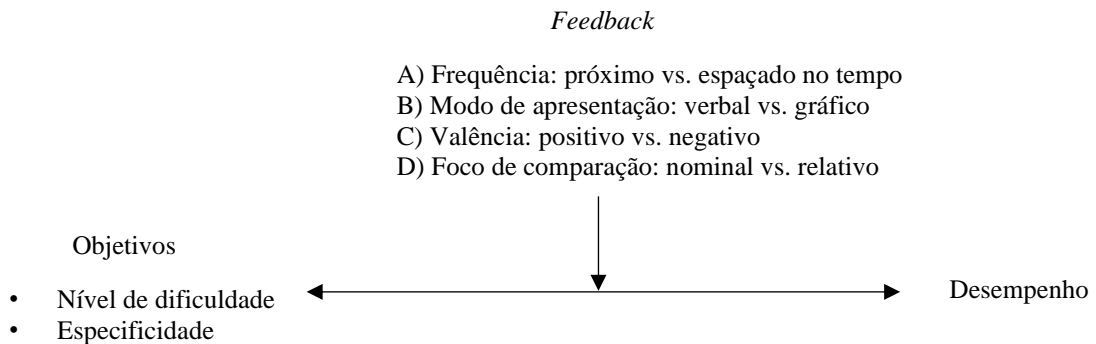 Feedback
A) Frequência: próximo vs. espaçado no tempo
B) Modo de apresentação: verbal vs. gráfico
C) Valência: positivo vs. negativo
D) Foco de comparação: nominal vs. relativo
Objetivos
• Nível de dificuldade
• Especificidade
Desempenho